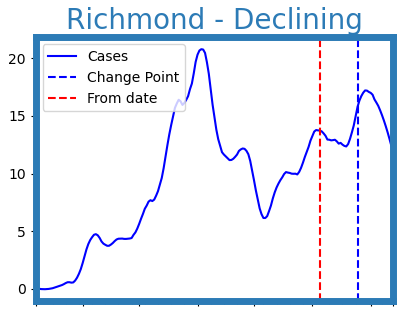 Richmond - Declining
Cases
Change Point
From date
20
15
10
5
0